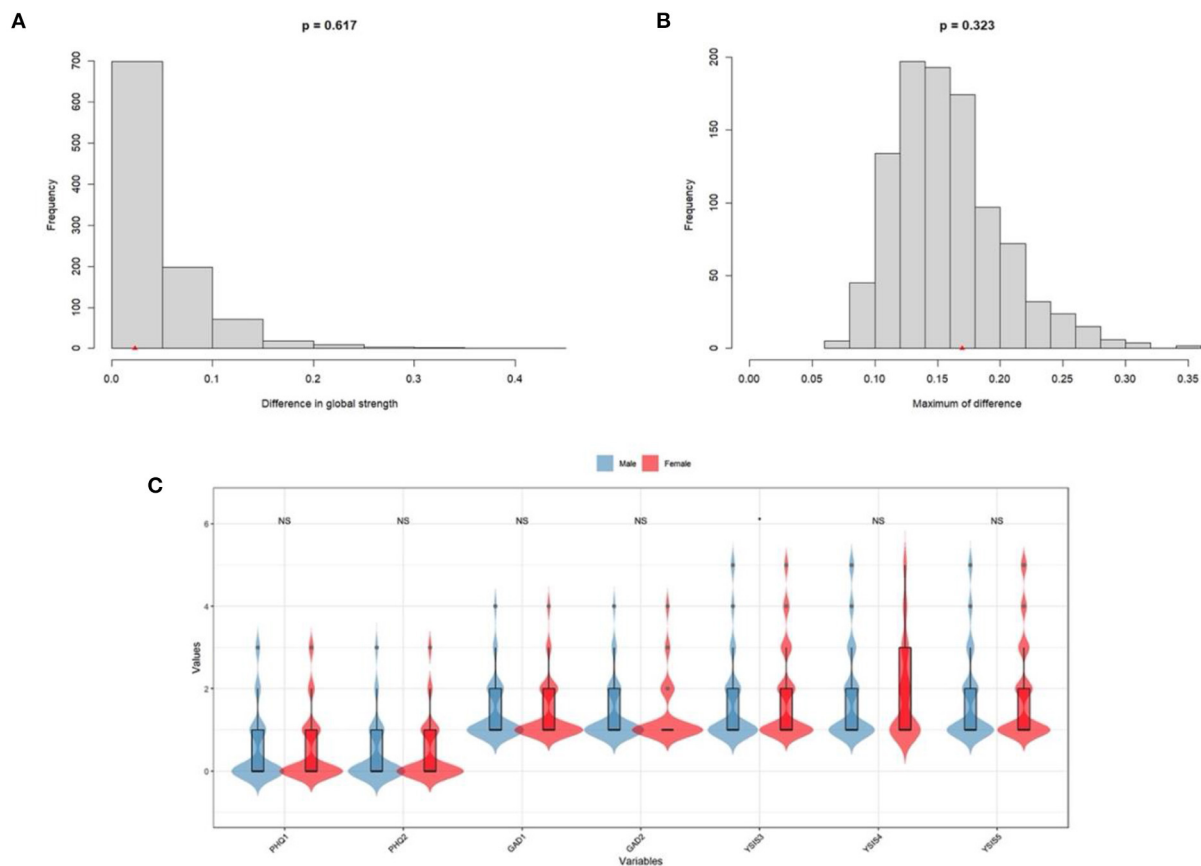 A
p = 0.617
Frequency
700
600
500
400
300
200
100
0
0.0 0.1 0.2 0.3 0.4
Difference in global strength
B
p = 0.323
Frequency
200
150
100
50
0
0.00 0.05 0.10 0.15 0.20 0.25 0.30 0.35
Maximum of difference
C
Male Female
NS NS NS NS * NS NS
Values
6
4
2
0
PHQ1 PHQ2 GAD1 GAD2 YSIS3 YSIS4 YSIS5
Variables